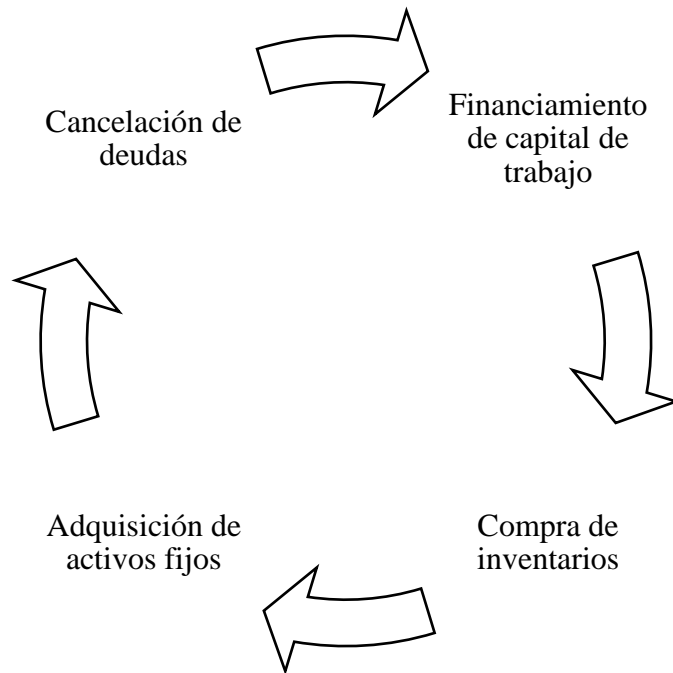 Cancelación de
deudas
Financiamiento
de capital de
trabajo
Adquisición de
activos fijos
Compra de
inventarios